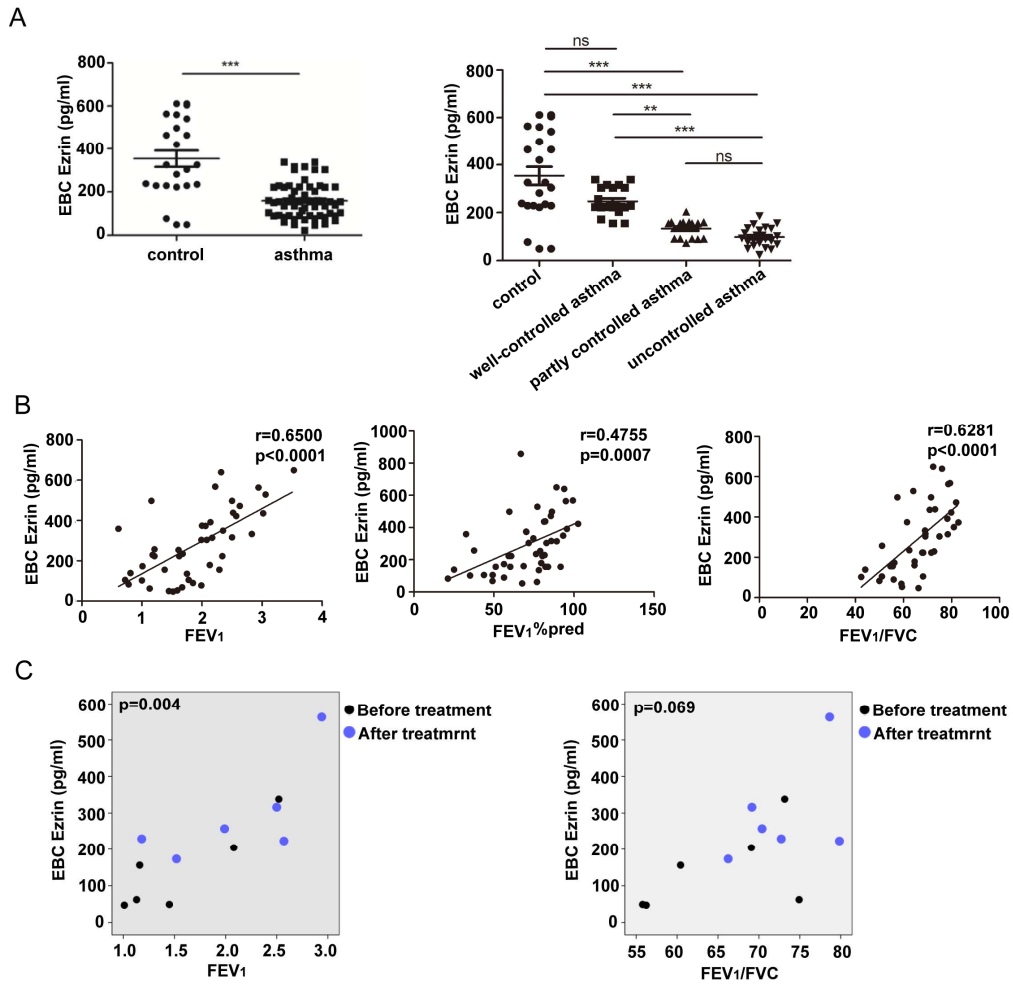 A
EBC Ezrin (pg/ml)
800
600
400
200
0
***
control
asthma
EBC Ezrin (pg/ml)
800
600
400
200
0
ns
***
***
**
***
ns
control
well-controlled asthma
partly controlled asthma
uncontrolled asthma
B
EBC Ezrin (pg/ml)
800
600
400
200
0
r=0.6500
p<0.0001
0 1 2 3 4
FEV1
EBC Ezrin (pg/ml)
1000
800
600
400
200
0
r=0.4755
p=0.0007
0 50 100 150
FEV1%pred
EBC Ezrin (pg/ml)
800
600
400
200
0
r=0.6281
p<0.0001
0 20 40 60 80 100
FEV1/FVC
C
EBC Ezrin (pg/ml)
600
500
400
300
200
100
0
p=0.004
Before treatment
After treatmrnt
1.0 1.5 2.0 2.5 3.0
FEV1
EBC Ezrin (pg/ml)
600
500
400
300
200
100
0
p=0.069
Before treatment
After treatmrnt
55 60 65 70 75 80
FEV1/FVC